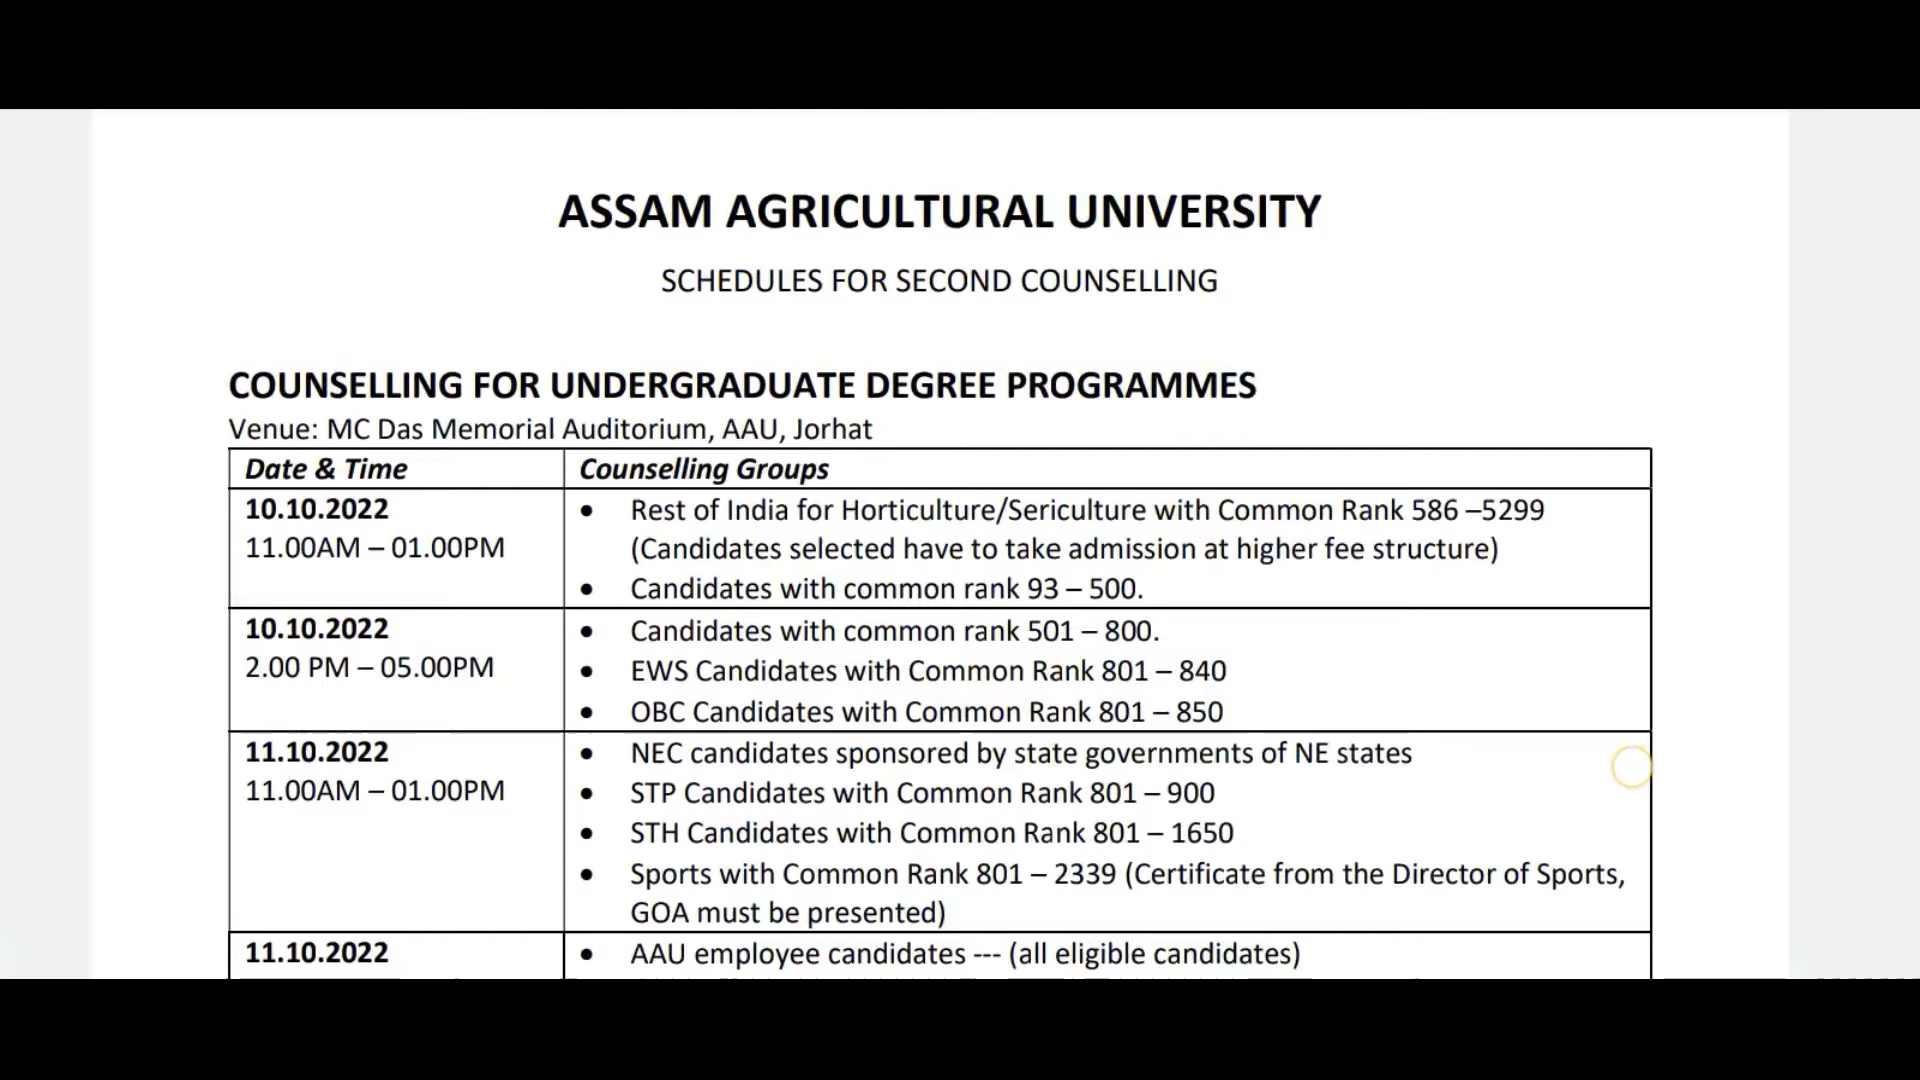 ASSAM AGRICULTURAL UNIVERSITY
SCHEDULES FOR SECOND COUNSELLING
COUNSELLING FOR UNDERGRADUATE DEGREE PROGRAMMES
Venue: MC Das Memorial Auditorium, AAU, Jorhat
Date & Time
Counselling Groups
10.10.2022
11.00AM – 01.00PM
• Rest of India for Horticulture/Sericulture with Common Rank 586 –5299
(Candidates selected have to take admission at higher fee structure)
• Candidates with common rank 93 – 500.
10.10.2022
2.00 PM – 05.00PM
• Candidates with common rank 501 – 800.
• EWS Candidates with Common Rank 801 – 840
• OBC Candidates with Common Rank 801 – 850
11.10.2022
11.00AM – 01.00PM
• NEC candidates sponsored by state governments of NE states
• STP Candidates with Common Rank 801 – 900
• STH Candidates with Common Rank 801 – 1650
• Sports with Common Rank 801 – 2339 (Certificate from the Director of Sports,
GOA must be presented)
11.10.2022
• AAU employee candidates --- (all eligible candidates)